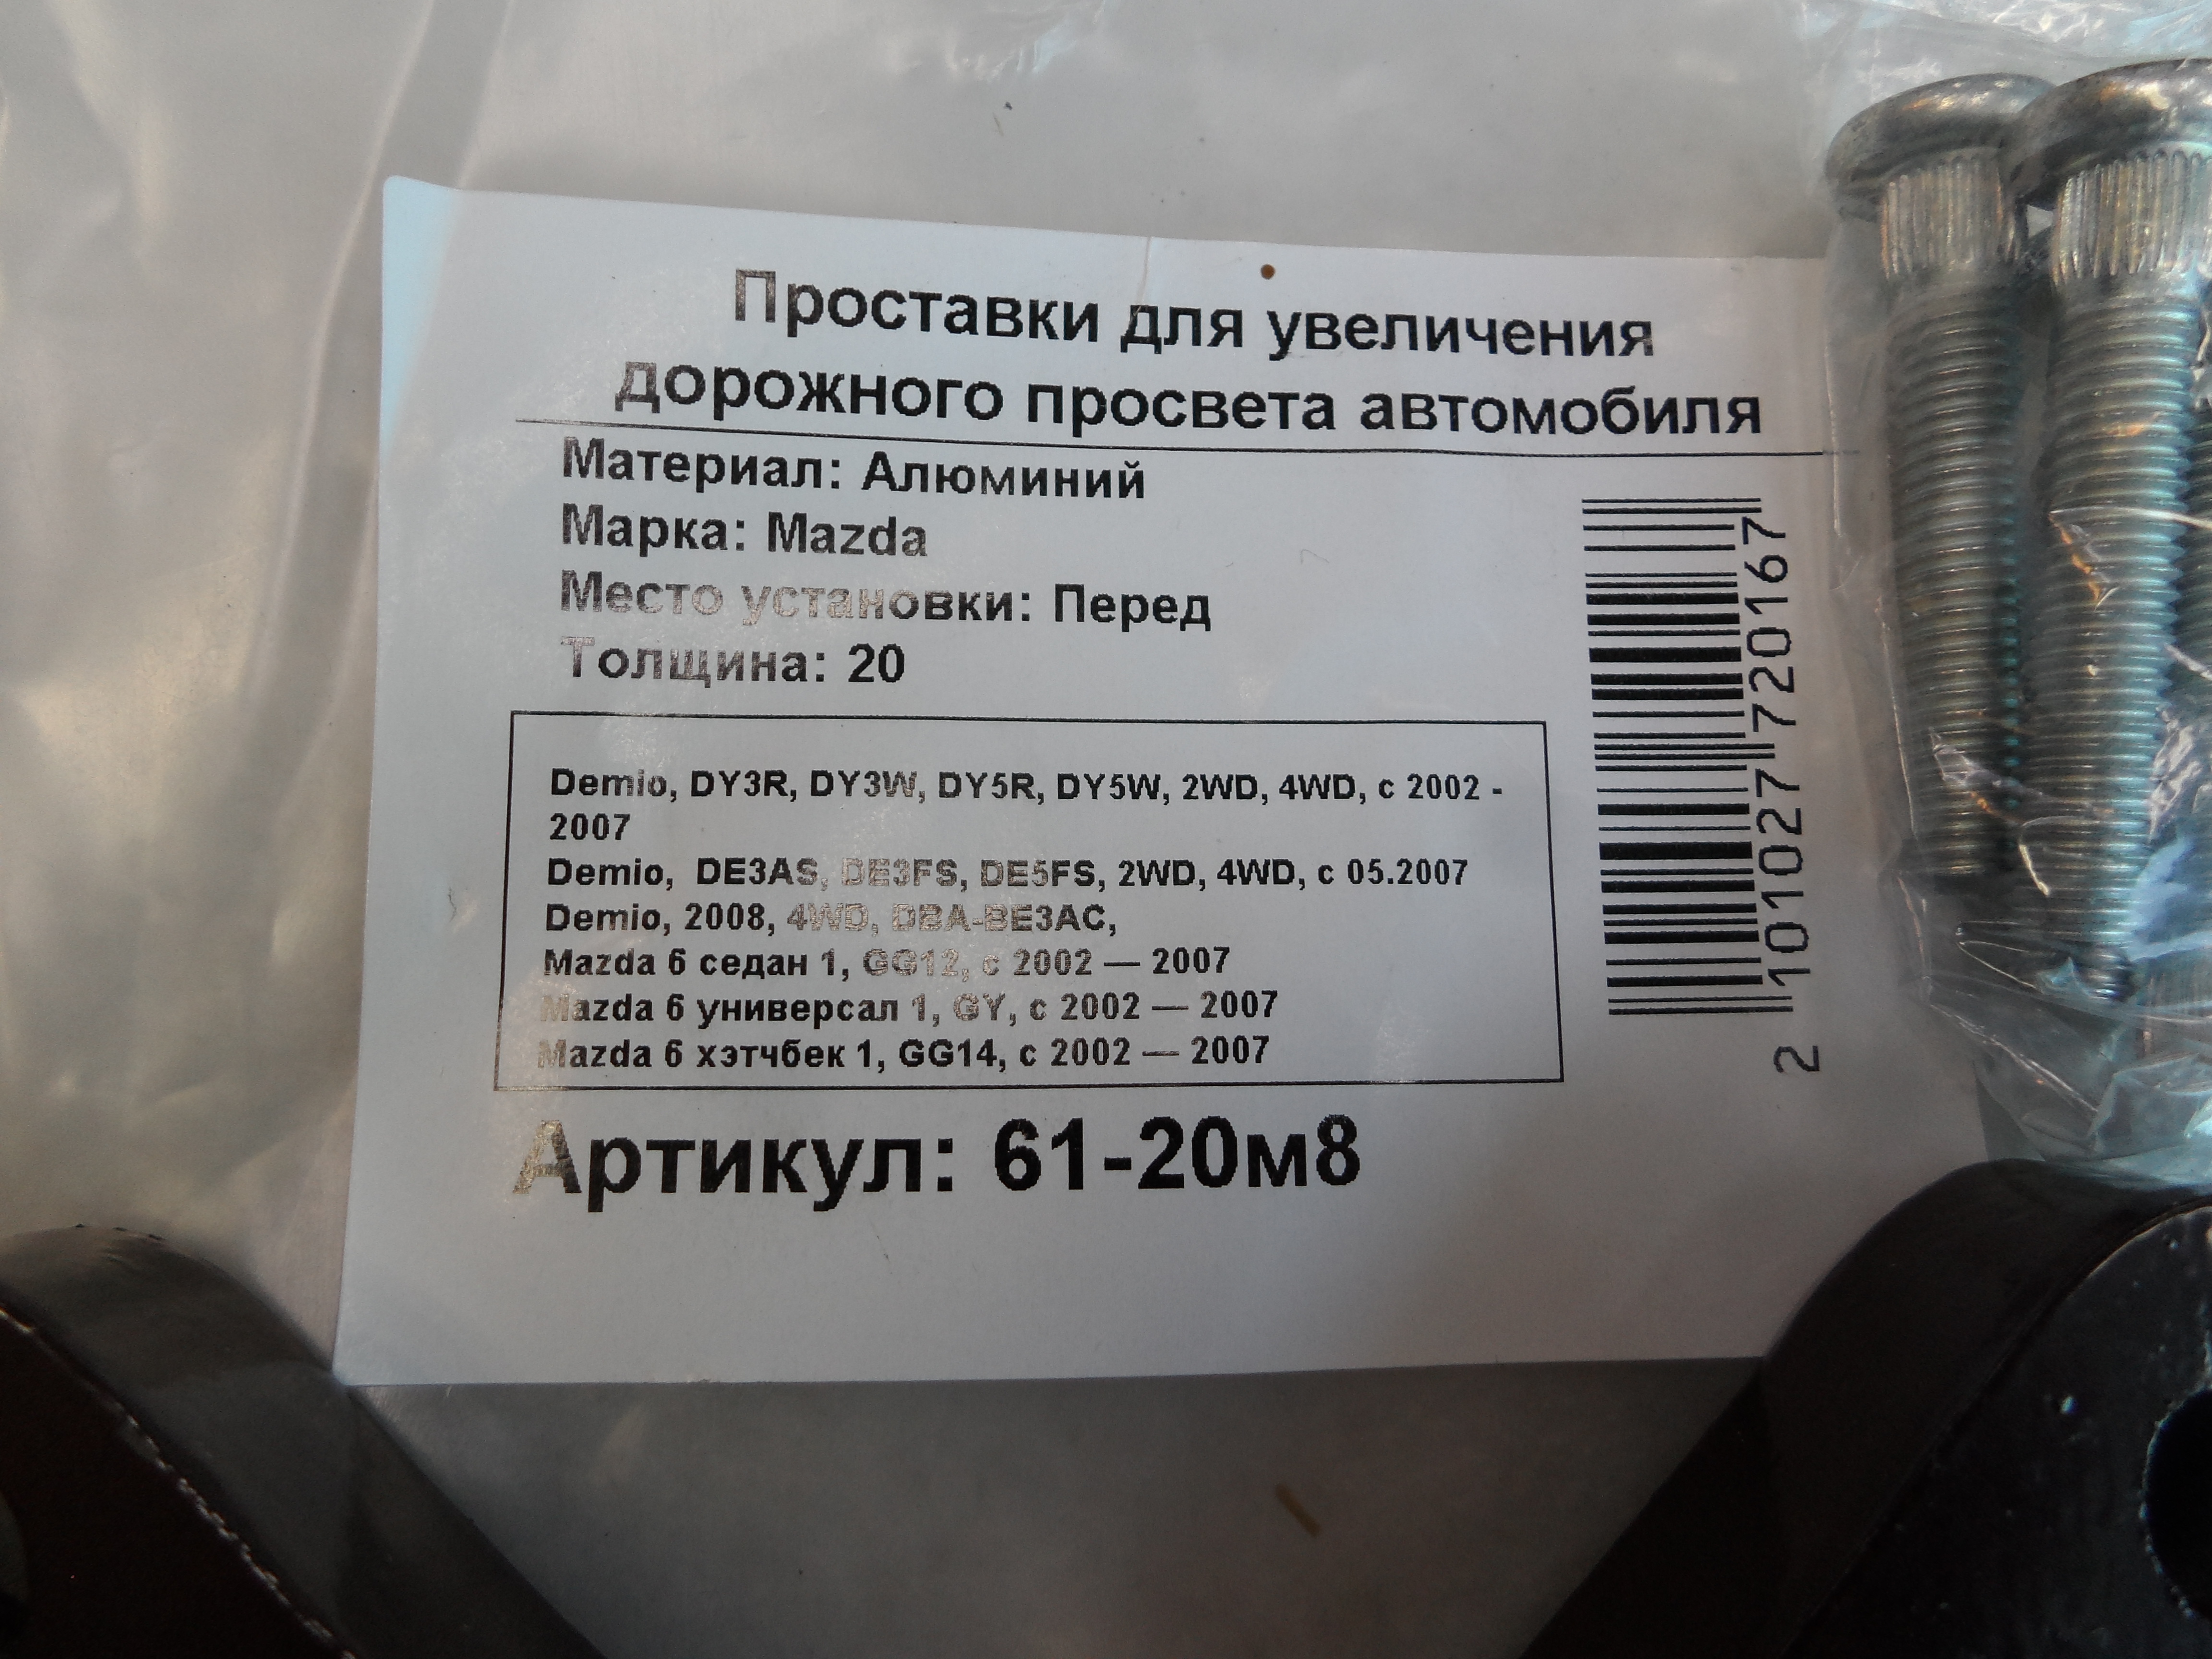 Проставки для увеличения
дорожного просвета автомобиля
Материал: Алюминий
Марка: Mazda
Место установки: Перед
Толщина: 20
Demio, DY3R, DY3W, DY5R, DY5W, 2WD, 4WD, с 2002 -
2007
Demio, DE3AS, DE3FS, DE5FS, 2WD, 4WD, с 05.2007
Demio, 2008, 4WD, DBA-BE3AC,
Mazda 6 седан 1, GG12, с 2002 — 2007
Mazda 6 универсал 1, GY, с 2002 — 2007
Mazda 6 хэтчбек 1, GG14, с 2002 — 2007
Артикул: 61-20м8
2 101027 720167